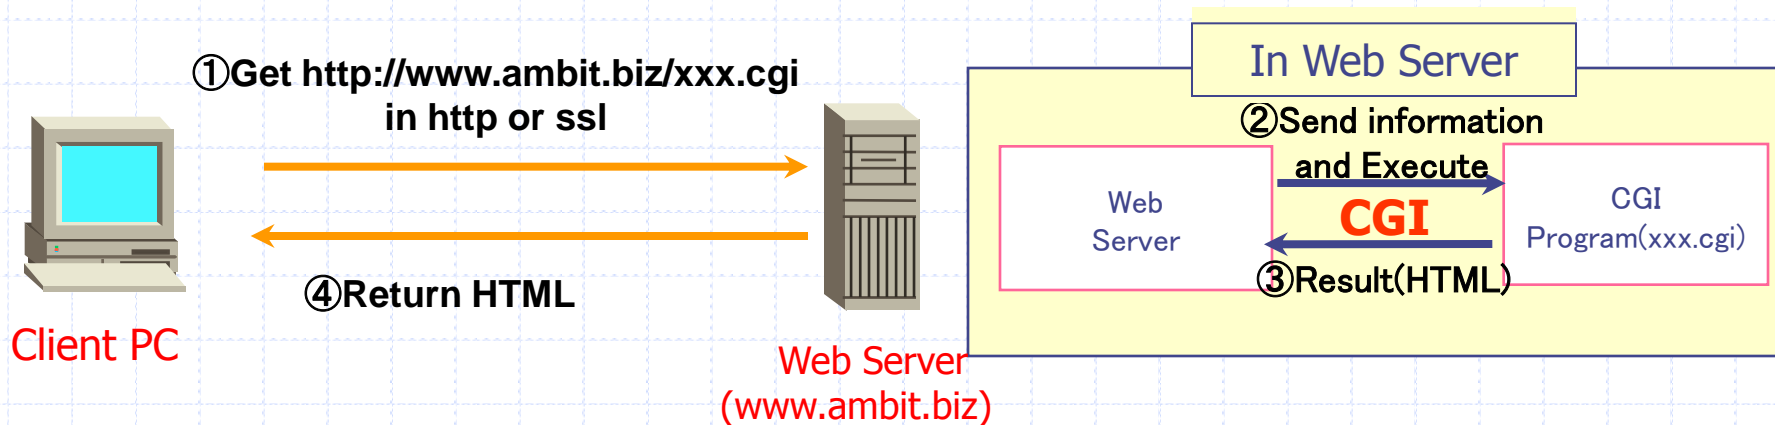 ①Get http://www.ambit.biz/xxx.cgi
in http or ssl
④Return HTML
Client PC
Web Server
(www.ambit.biz)
In Web Server
②Send information
and Execute
CGI
③Result(HTML)
Web
Server
CGI
Program(xxx.cgi)